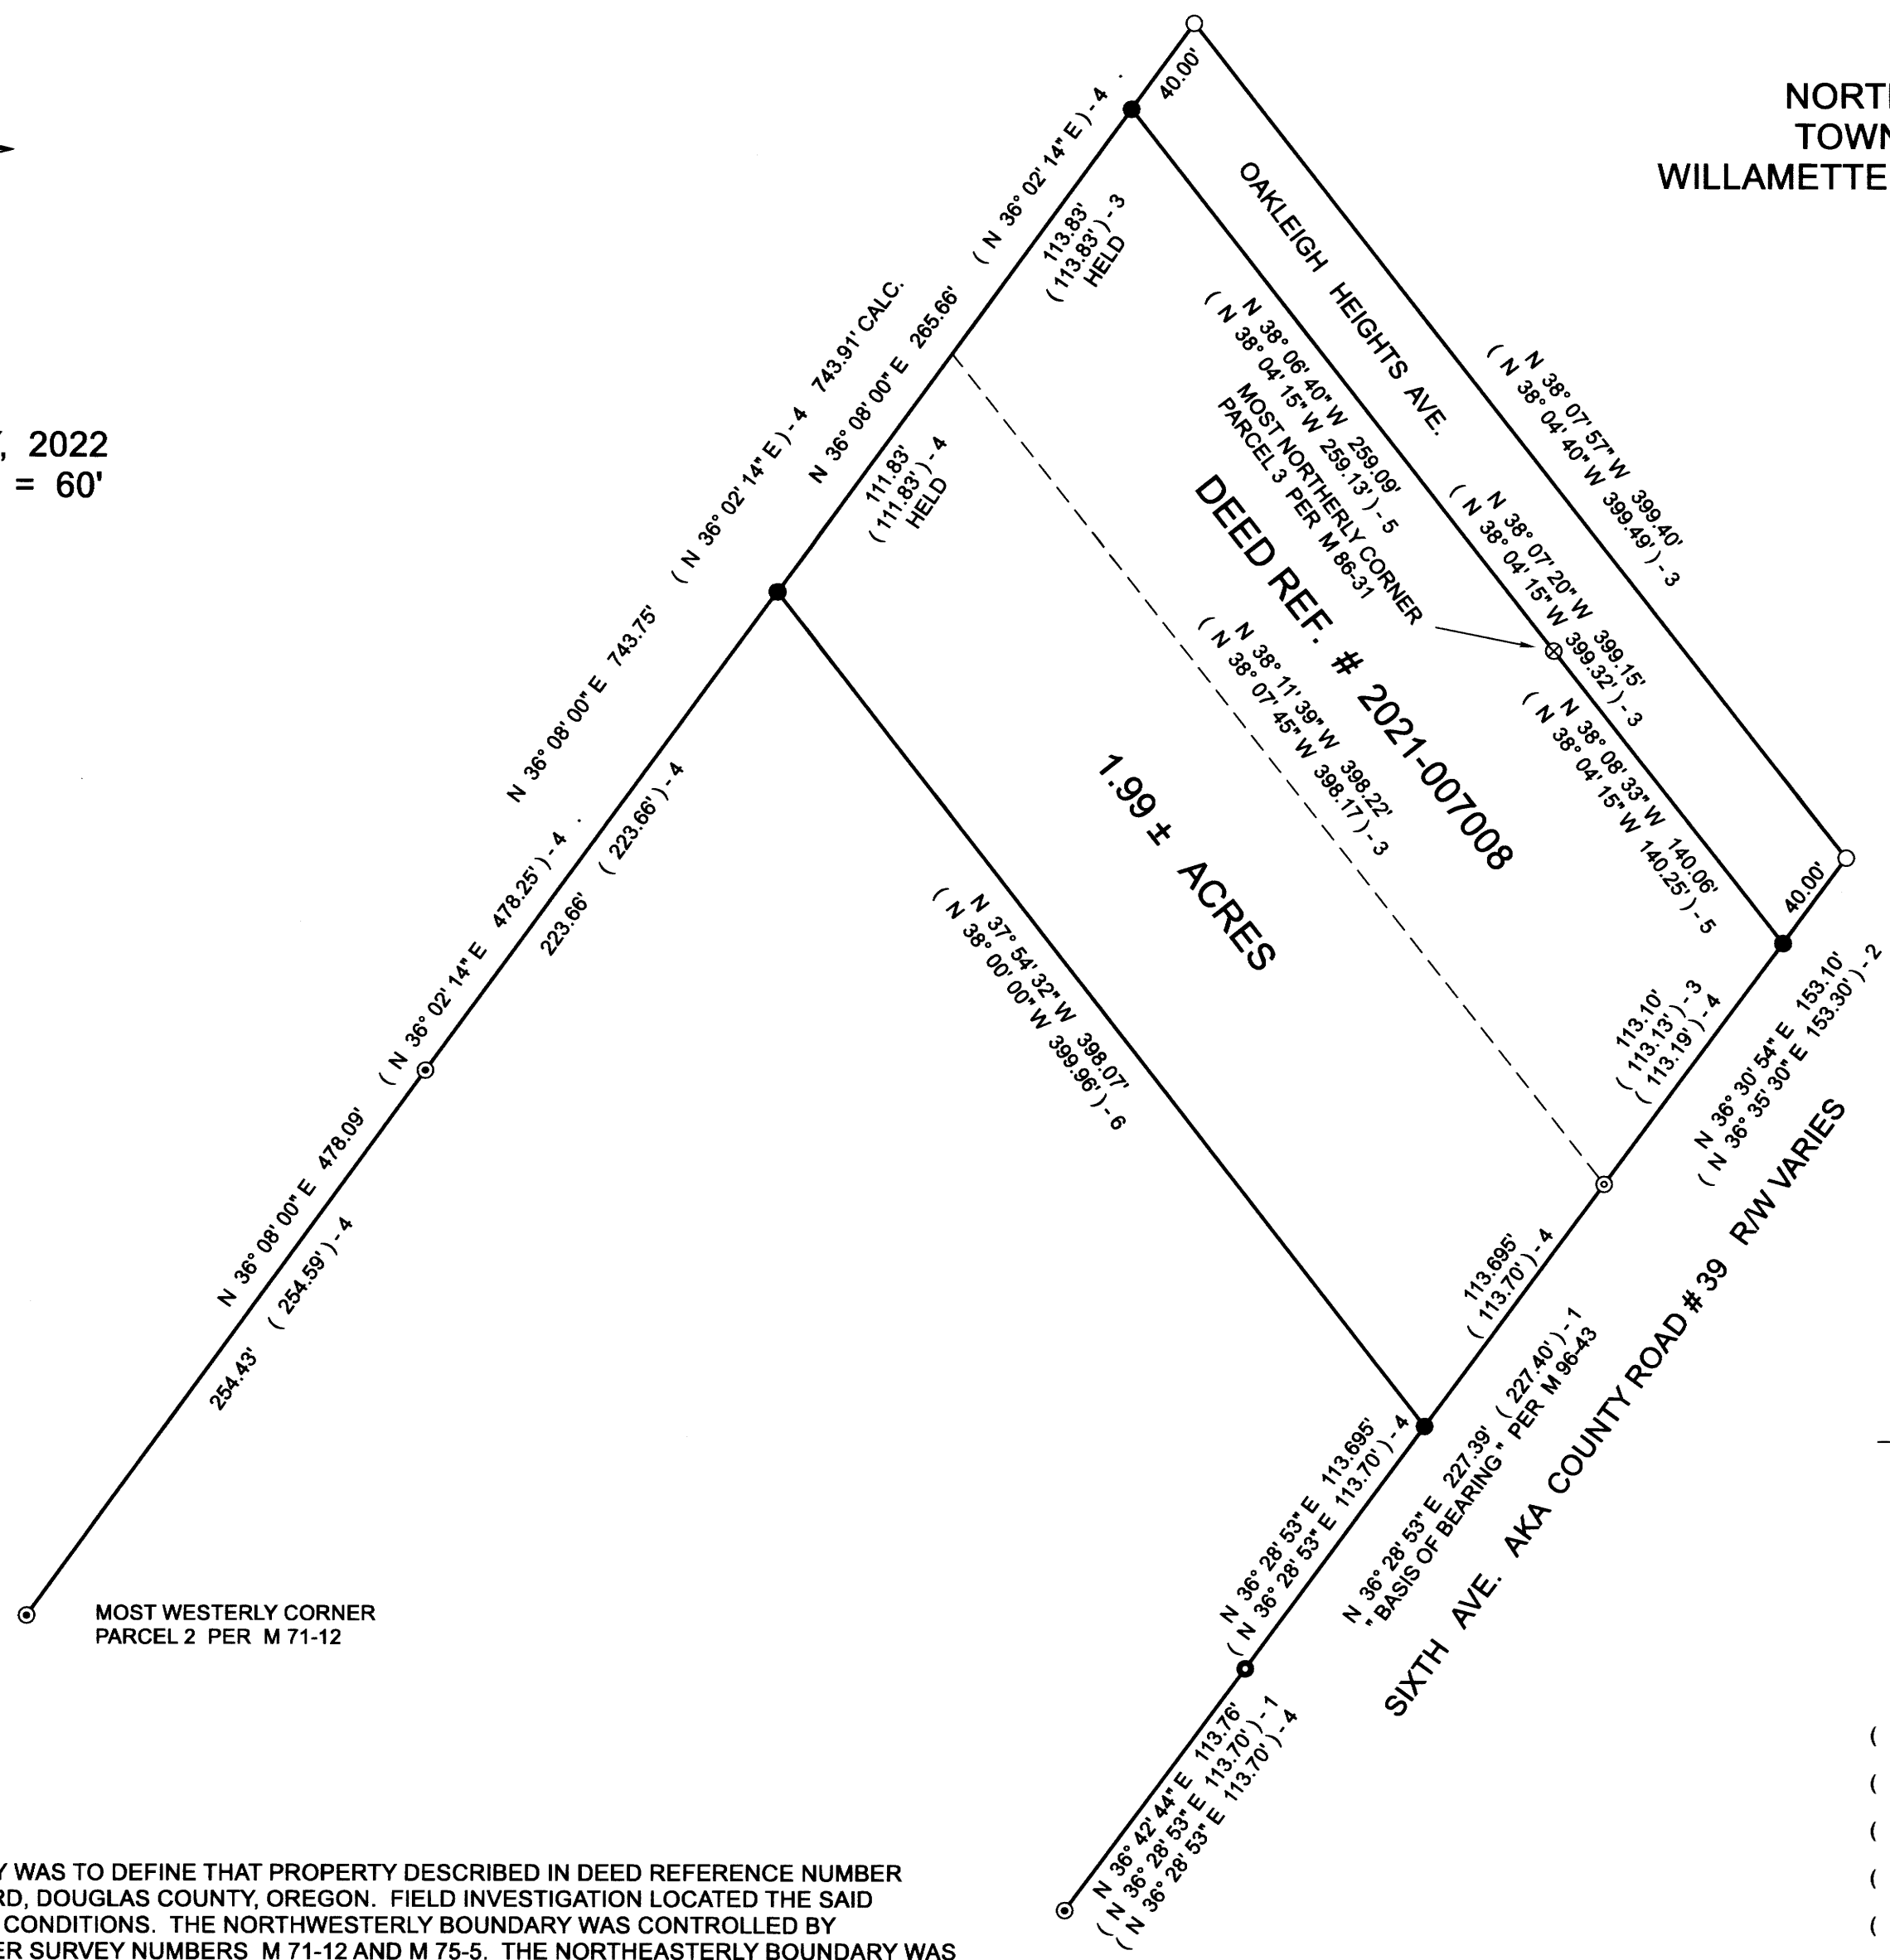 NORT
TOWN
WILLAMETTE
, 2022
= 60'
40.00'
( N 36° 02' 14" E ) - 4
113.83'
( 113.83' ) - 3
HELD
OAKLEIGH HEIGHTS AVE.
N 38° 07' 57" W 399.40'
( N 38° 04' 40" W 399.49' ) - 3
N 36° 08' 00" E 265.66'
( N 36° 02' 14" E ) - 4 743.91' CALC.
N 36° 08' 00" E 743.75'
111.83'
( 111.83' ) - 4
HELD
N 38° 06' 40" W 259.09'
( N 38° 04' 15" W 259.13' ) - 5
MOST NORTHERLY CORNER
PARCEL 3 PER M 86-31
N 38° 07' 20" W 399.15'
( N 38° 04' 15" W 399.32' ) - 3
N 38° 08' 33" W 140.06'
( N 38° 04' 15" W 140.25' ) - 5
DEED REF. # 2021-007008
N 38° 11' 39" W 398.22'
( N 38° 07' 45" W 398.17 ) - 3
1.99 ± ACRES
40.00'
223.66' ( 223.66' ) - 4
N 37° 54' 32" W 398.07'
( N 38° 00' 00" W 399.96' ) - 6
113.10'
( 113.13' ) - 3
( 113.19' ) - 4
N 36° 30' 54" E 153.10'
( N 36° 35' 30" E 153.30' ) - 2
N 36° 08' 00" E 478.09' ( N 36° 02' 14" E 478.25' ) - 4
254.43' ( 254.59' ) - 4
113.695'
( 113.70' ) - 4
SIXTH AVE. AKA COUNTY ROAD # 39 R/W VARIES
N 36° 28' 53" E 227.39' ( 227.40' ) - 1
" BASIS OF BEARING " PER M 96-43
N 36° 28' 53" E 113.695'
( N 36° 28' 53" E 113.70' ) - 4
MOST WESTERLY CORNER
PARCEL 2 PER M 71-12
N 36° 42' 44" E 113.76'
( N 36° 28' 53" E 113.70' ) - 1
( N 36° 28' 53" E 113.70' ) - 4
(
(
(
(
(
Y WAS TO DEFINE THAT PROPERTY DESCRIBED IN DEED REFERENCE NUMBER
RD, DOUGLAS COUNTY, OREGON. FIELD INVESTIGATION LOCATED THE SAID
CONDITIONS. THE NORTHWESTERLY BOUNDARY WAS CONTROLLED BY
ER SURVEY NUMBERS M 71-12 AND M 75-5. THE NORTHEASTERLY BOUNDARY WAS